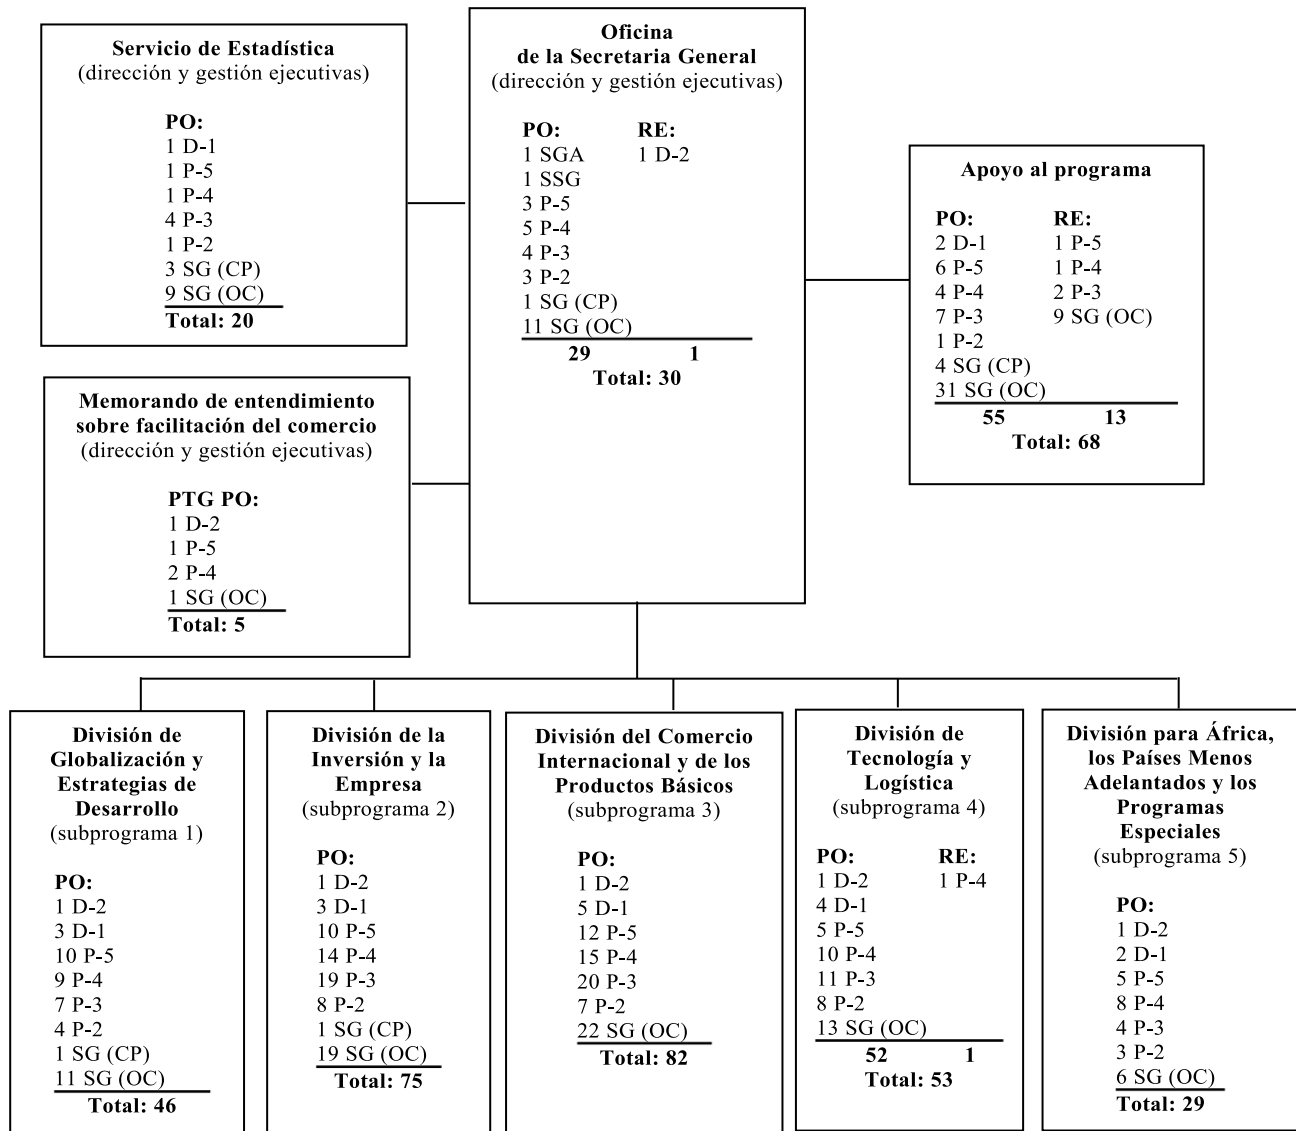 Servicio de Estadística
(dirección y gestión ejecutivas)
PO:
1 D-1
1 P-5
1 P-4
4 P-3
1 P-2
3 SG (CP)
9 SG (OC)
Total: 20
Oficina
de la Secretaria General
(dirección y gestión ejecutivas)
PO: RE:
1 SGA 1 D-2
1 SSG
3 P-5
5 P-4
4 P-3
3 P-2
1 SG (CP)
11 SG (OC)
29 1
Total: 30
Apoyo al programa
PO: RE:
2 D-1 1 P-5
6 P-5 1 P-4
4 P-4 2 P-3
7 P-3 9 SG (OC)
1 P-2
4 SG (CP)
31 SG (OC)
55 13
Total: 68
Memorando de entendimiento
sobre facilitación del comercio
(dirección y gestión ejecutivas)
PTG PO:
1 D-2
1 P-5
2 P-4
1 SG (OC)
Total: 5
División de
Globalización y
Estrategias de
Desarrollo
(subprograma 1)
PO:
1 D-2
3 D-1
10 P-5
9 P-4
7 P-3
4 P-2
1 SG (CP)
11 SG (OC)
Total: 46
División de la
Inversión y la
Empresa
(subprograma 2)
PO:
1 D-2
3 D-1
10 P-5
14 P-4
19 P-3
8 P-2
1 SG (CP)
19 SG (OC)
Total: 75
División del Comercio
Internacional y de los
Productos Básicos
(subprograma 3)
PO:
1 D-2
5 D-1
12 P-5
15 P-4
20 P-3
7 P-2
22 SG (OC)
Total: 82
División de
Tecnología y
Logística
(subprograma 4)
PO: RE:
1 D-2 1 P-4
4 D-1
5 P-5
10 P-4
11 P-3
8 P-2
13 SG (OC)
52 1
Total: 53
División para África,
los Países Menos
Adelantados y los
Programas
Especiales
(subprograma 5)
PO:
1 D-2
2 D-1
5 P-5
8 P-4
4 P-3
3 P-2
6 SG (OC)
Total: 29